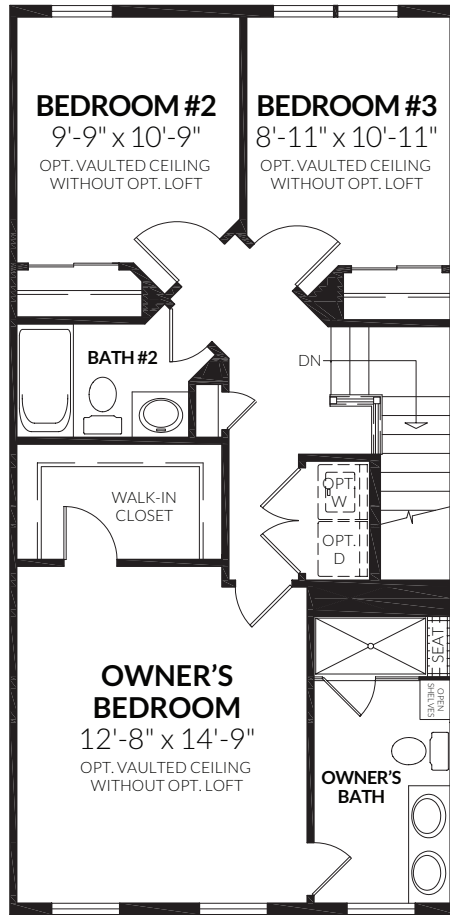 BEDROOM #2
9'-9" x 10'-9"
OPT. VAULTED CEILING
WITHOUT OPT. LOFT
BEDROOM #3
8'-11" x 10'-11"
OPT. VAULTED CEILING
WITHOUT OPT. LOFT
BATH #2
DN
WALK-IN
CLOSET
OPT.
W
OPT.
D
OWNER'S
BEDROOM
12'-8" x 14'-9"
OPT. VAULTED CEILING
WITHOUT OPT. LOFT
SEAT
OPEN
SHELVES
OWNER'S
BATH